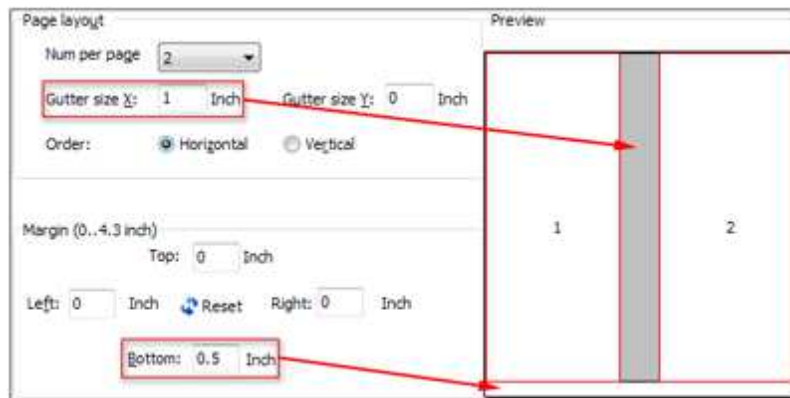 Page layout
Preview
Num per page 2
Gutter size X: 1 Inch Gutter size Y: 0 Inch
Order: Horizontal Vertical
1 2
Margin (0..4.3 inch)
Top: 0 Inch
Left: 0 Inch Reset Right: 0 Inch
Bottom: 0.5 Inch